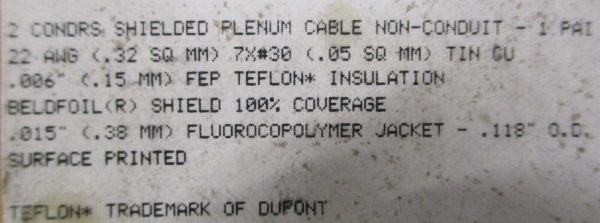 2 CONDRS SHIELDED PLENUM CABLE NON-CONDUIT - 1 PAI
22 AWG (.32 SQ MM) 7X#30 (.05 SQ MM) TIN CU
.006" (.15 MM) FEP TEFLON* INSULATION
BELDFOIL(R) SHIELD 100% COVERAGE
.015" (.38 MM) FLUOROCOPOLYMER JACKET - .118" O.D.
SURFACE PRINTED
TEFLON* TRADEMARK OF DUPONT